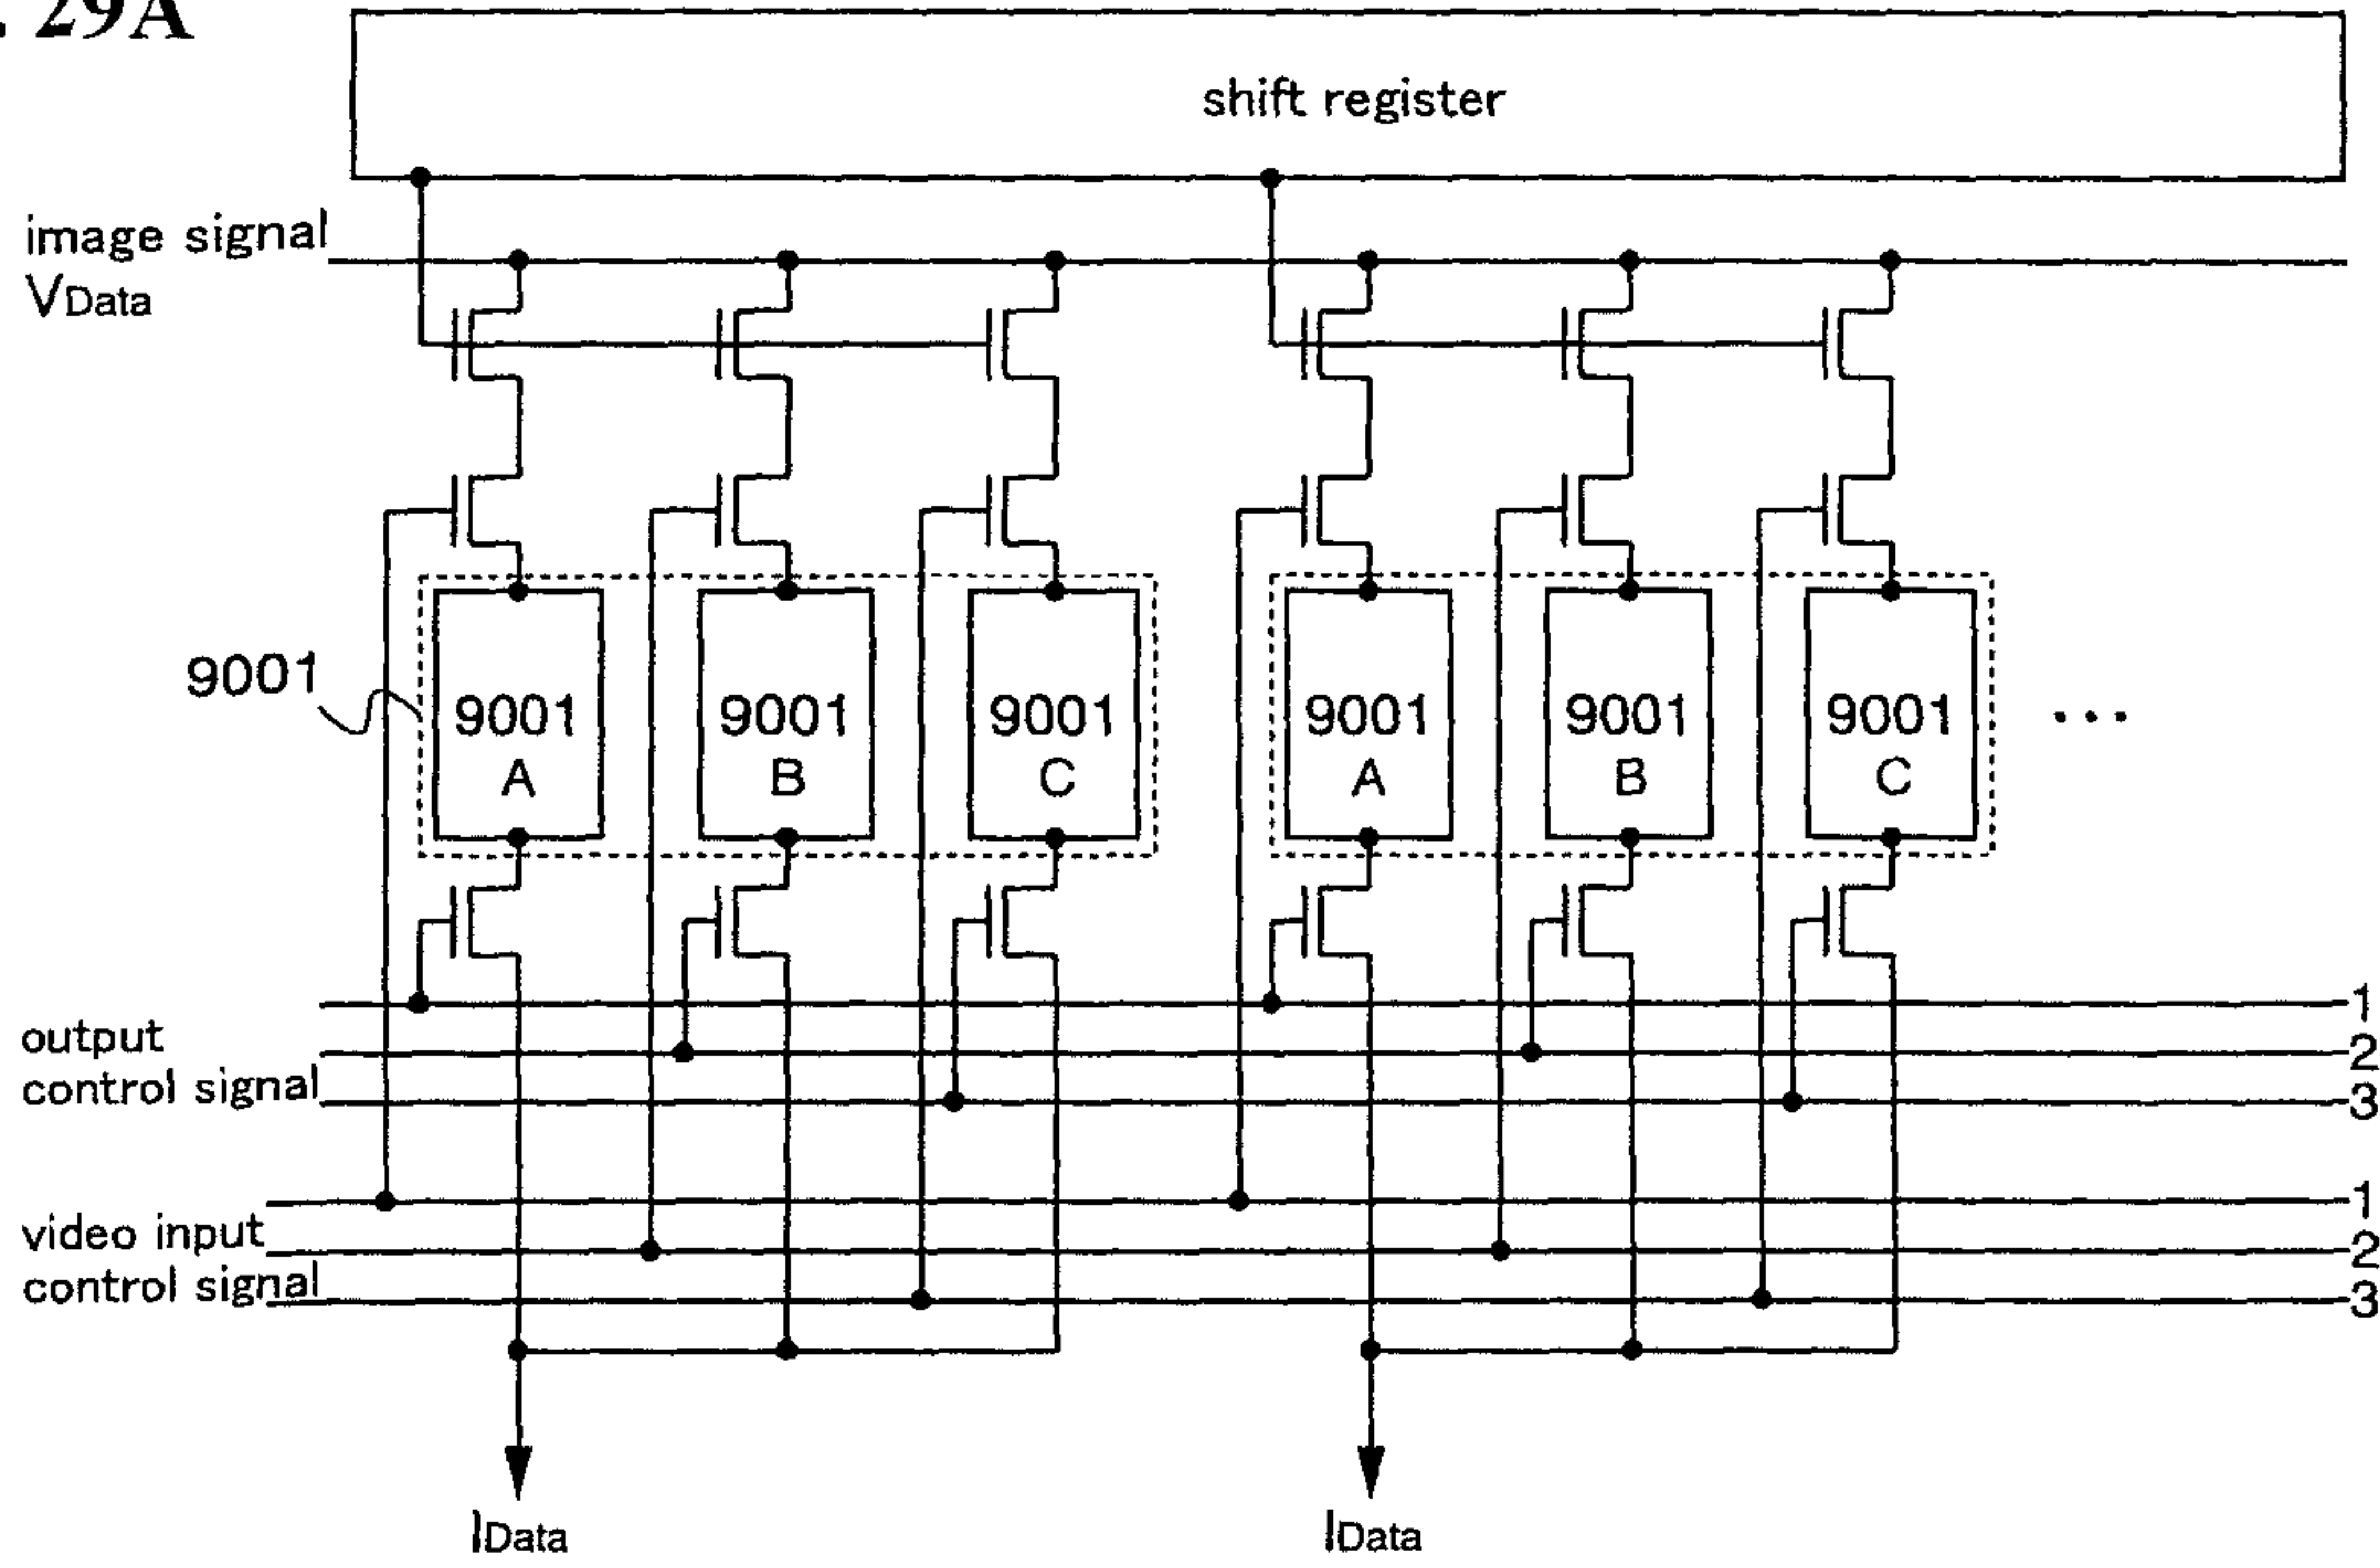 . 29A
shift register
image signal
VData
9001
9001 A
9001 B
9001 C
9001 A
9001 B
9001 C
...
output
control signal
1
2
3
video input
control signal
1
2
3
IData
IData